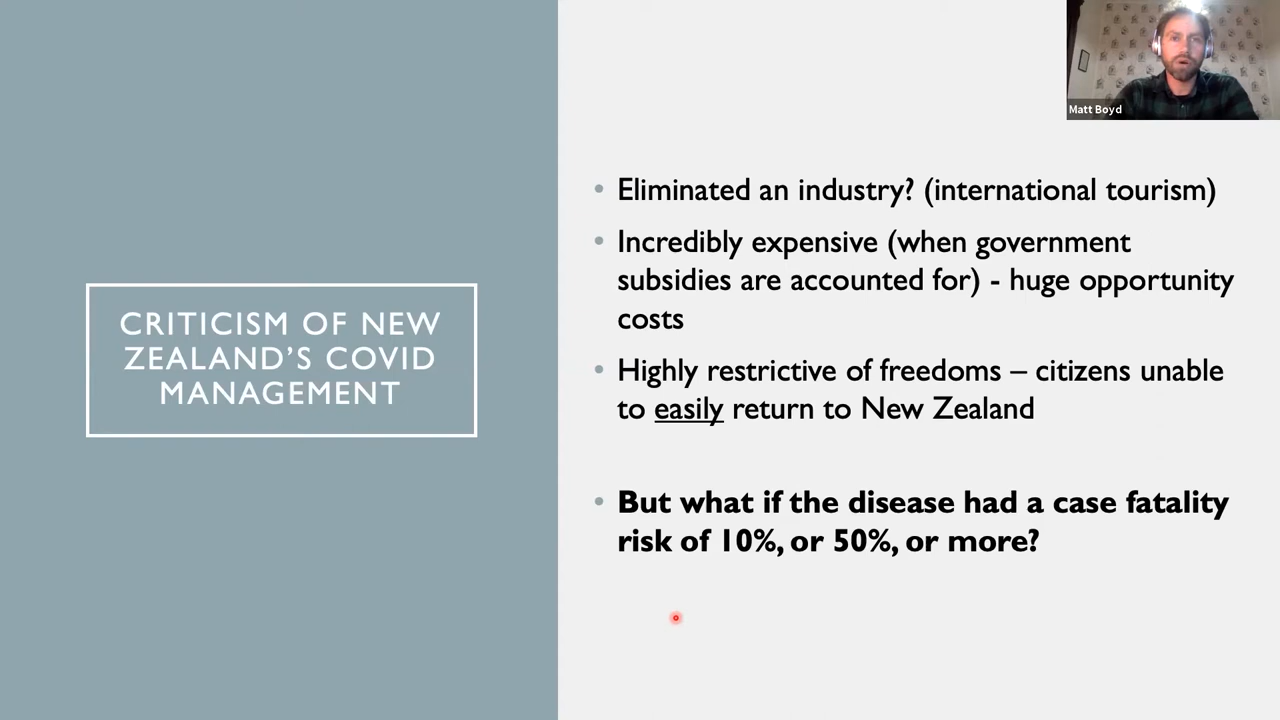 Matt Boyd
CRITICISM OF NEW
ZEALAND’S COVID
MANAGEMENT
• Eliminated an industry? (international tourism)
• Incredibly expensive (when government
subsidies are accounted for) - huge opportunity
costs
• Highly restrictive of freedoms – citizens unable
to easily return to New Zealand
• But what if the disease had a case fatality
risk of 10%, or 50%, or more?